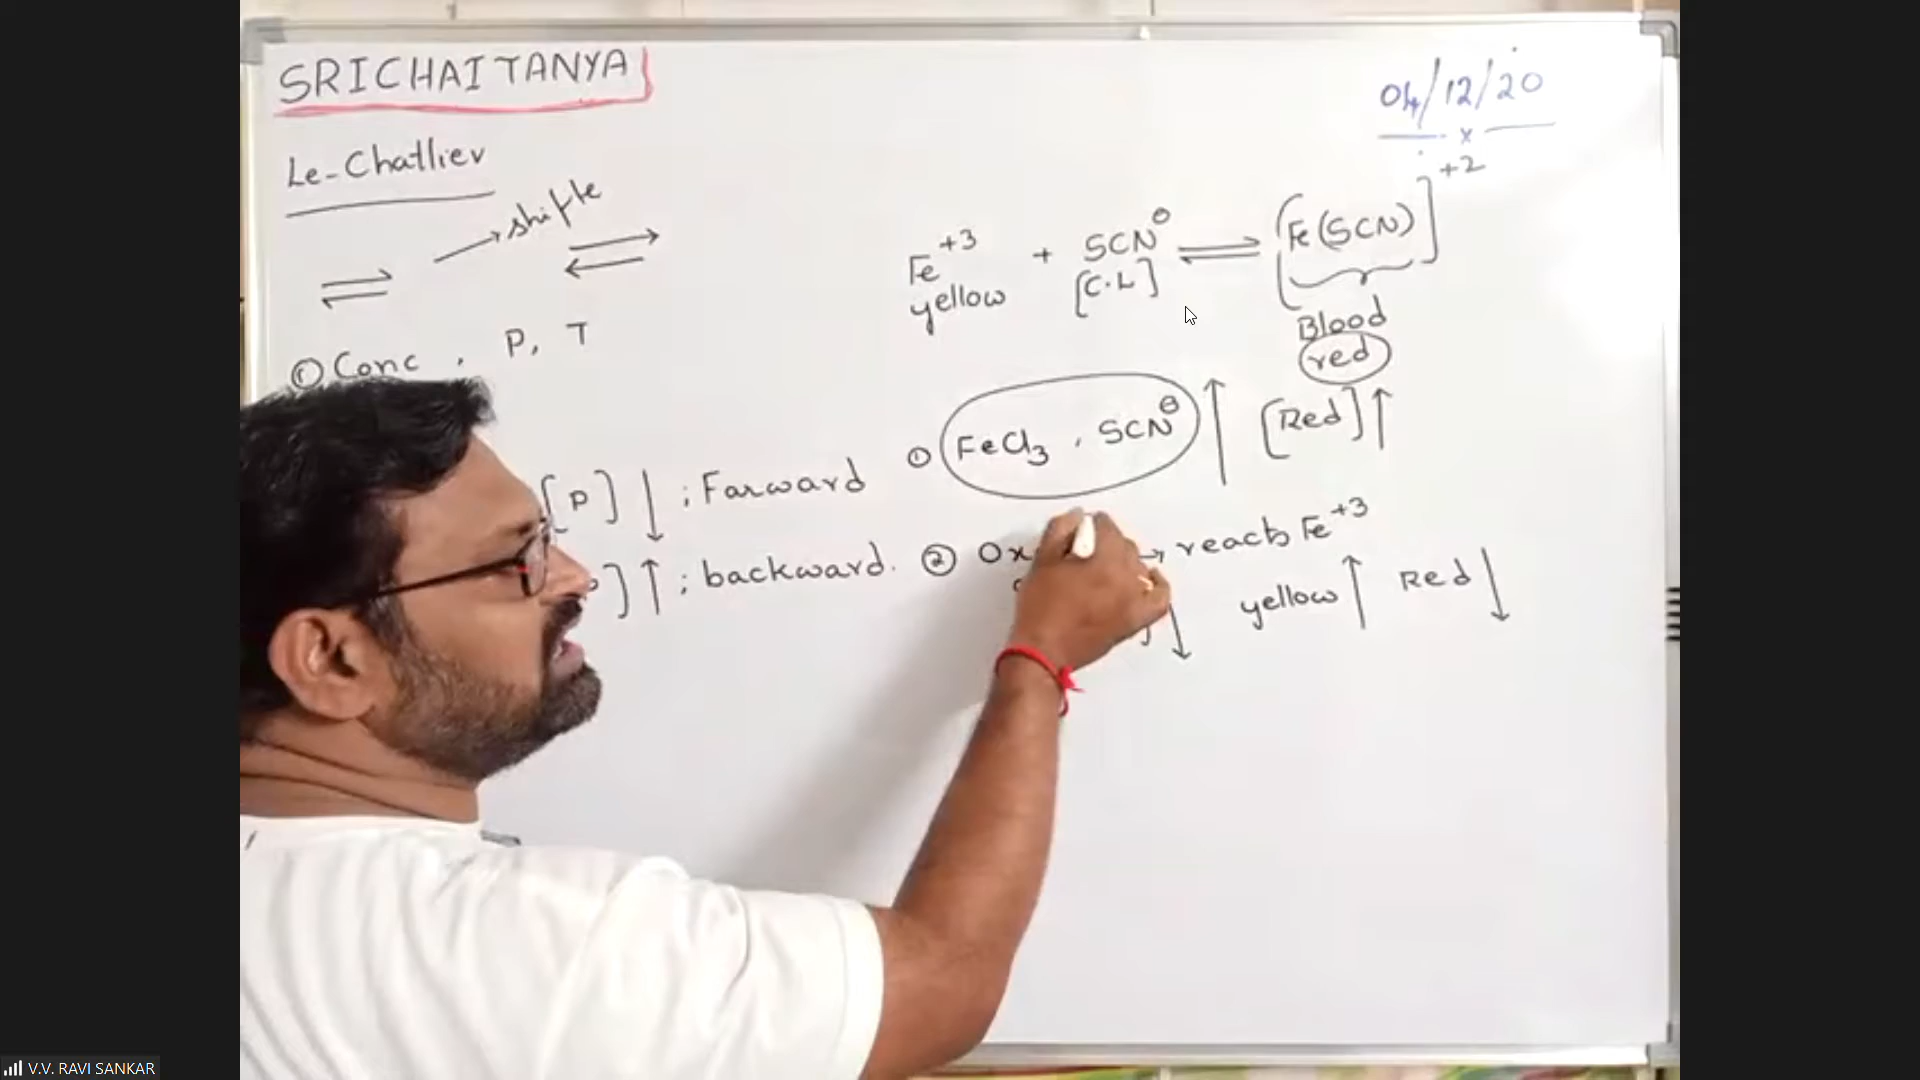 SRICHAITANYA
04/12/20
x
Le-Chatliev
shifts
⇌ ⇌
① Conc , P, T
Fe+3 + SCN⊖ ⇌ [Fe(SCN)]+2
yellow [C.L]
Blood
red
① FeCl3 , SCN⊖ ↑ [Red]↑
[P] ↓ ; Farward
② → reacts Fe+3
] ↑ ; backward.
↓ yellow ↑ Red ↓
V.V. RAVI SANKAR